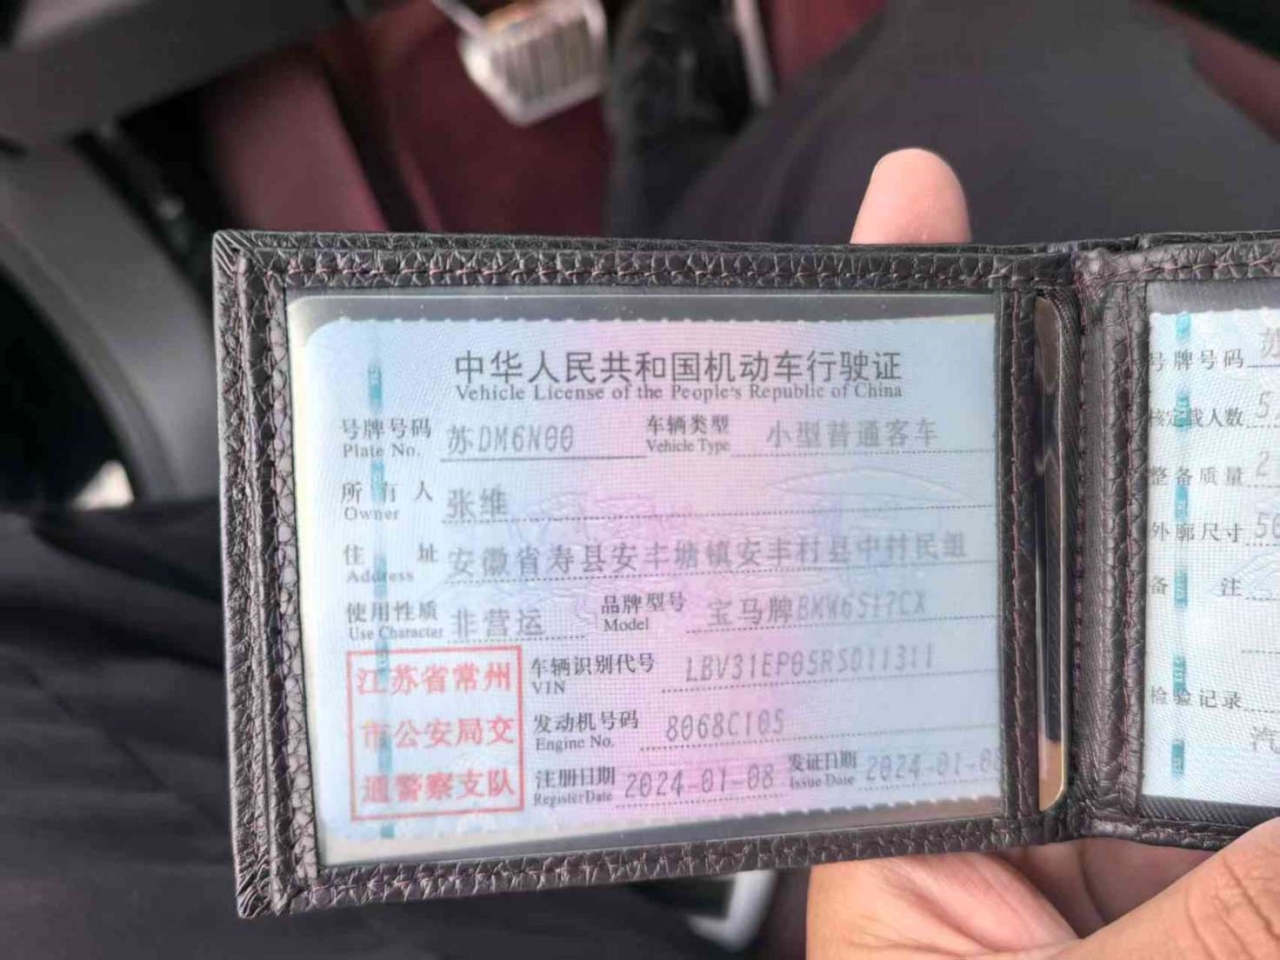 中华人民共和国机动车行驶证
Vehicle License of the People's Republic of China
号牌号码 苏DM6N00 车辆类型 小型普通客车
Plate No. Vehicle Type
所有人 张维
Owner
住址 安徽省寿县安丰塘镇安丰村县中村民组
Address
使用性质 非营运 品牌型号 宝马牌BMW6517CX
Use Character Model
江苏省常州
市公安局交
通警察支队
车辆识别代号 LBV31EP05RS011311
VIN
发动机号码 8068C105
Engine No.
注册日期 2024-01-08 发证日期 2024-01-08
Register Date Issue Date
号牌号码 苏
核定载人数 5
整备质量 2
外廓尺寸 50
备注
检验记录
汽